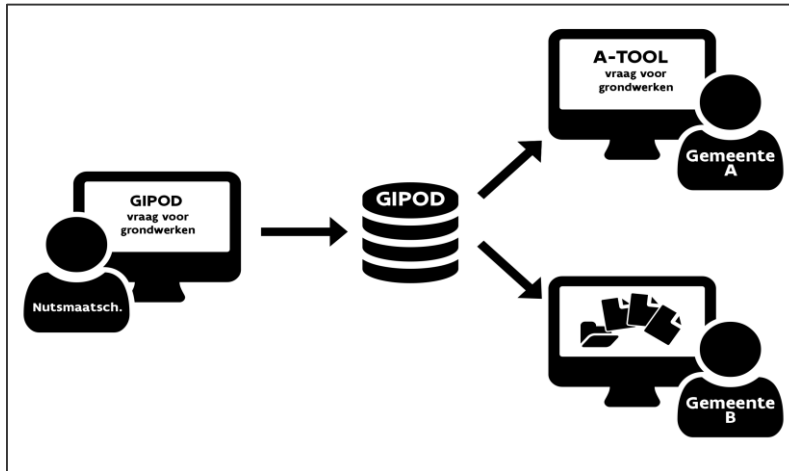 GIPOD
vraag voor
grondwerken
Nutsmaatsch.
GIPOD
A-TOOL
vraag voor
grondwerken
Gemeente
A
Gemeente
B